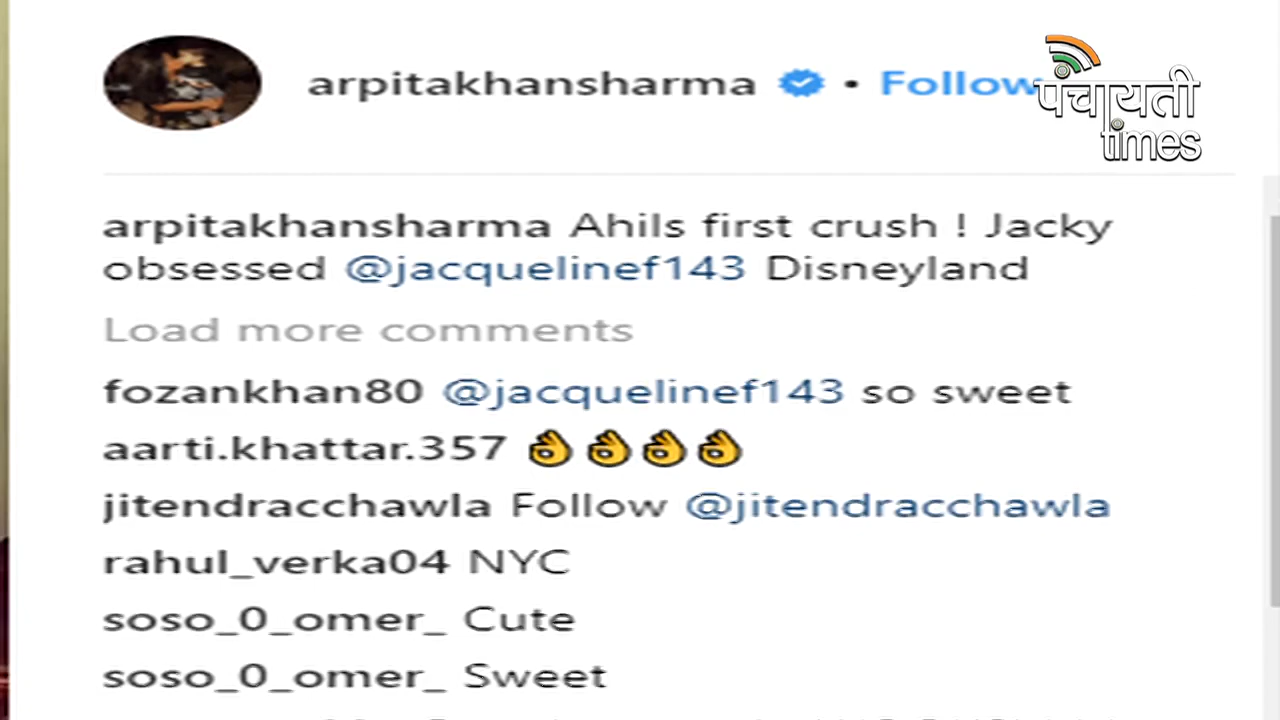 arpitakhansharma • Follow
पंचायती
times
arpitakhansharma Ahils first crush ! Jacky
obsessed @jacquelinef143 Disneyland
Load more comments
fozankhan80 @jacquelinef143 so sweet
aarti.khattar.357 👌👌👌👌
jitendracchawla Follow @jitendracchawla
rahul_verka04 NYC
soso_0_omer_ Cute
soso_0_omer_ Sweet